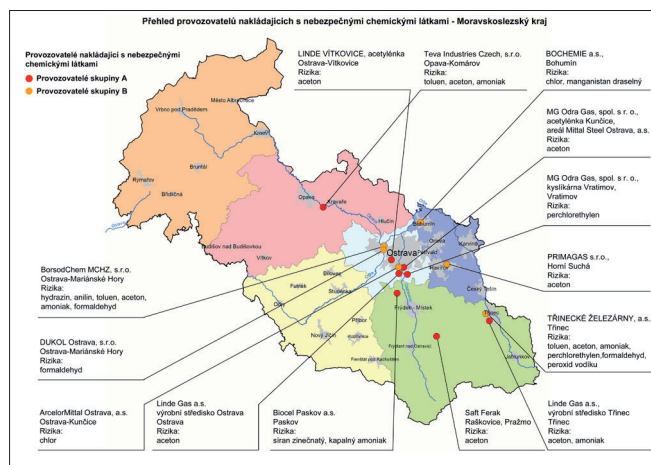 Přehled provozovatelů nakládajících s nebezpečnými chemickými látkami - Moravskoslezský kraj
Provozovatelé nakládající s nebezpečnými
chemickými látkami
Provozovatelé skupiny A
Provozovatelé skupiny B
LINDE VÍTKOVICE, acetylénka
Ostrava-Vítkovice
Rizika:
aceton
Teva Industries Czech, s.r.o.
Opava-Komárov
Rizika:
toluen, aceton, amoniak
BOCHEMIE a.s.,
Bohumín
Rizika:
chlor, manganistan draselný
MG Odra Gas, spol. s r.o.,
acetylénka Kunčice,
areál Mittal Steel Ostrava, a.s.
Rizika:
aceton
MG Odra Gas, spol. s r.o.,
kyslíkárna Vratimov,
Vratimov
Rizika:
perchlorethylen
PRIMAGAS s.r.o.,
Horní Suchá
Rizika:
aceton
TŘINECKÉ ŽELEZÁRNY, a.s.
Třinec
Rizika:
toluen, aceton, amoniak,
perchlorethylen,formaldehyd,
peroxid vodíku
Město Albrechtice
Vrbno pod Pradědem
Krnov
Rýmařov
Bruntál
Břidličná
Opava
Kravaře
Hlučín
Bohumín
Budišov nad Budišovkou
Vítkov
Ostrava
Orlová
Karviná
Havířov
Český Těšín
Bílovec
Fulnek
Studénka
Odry
Příbor
Nový Jičín
Kopřivnice
Frenštát pod Radhoštěm
Frýdek - Místek
Frýdlant nad Ostravicí
Třinec
Jablunkov
BorsodChem MCHZ, s.r.o.
Ostrava-Mariánské Hory
Rizika:
hydrazin, anilin, toluen, aceton,
amoniak, formaldehyd
DUKOL Ostrava, s.r.o.
Ostrava-Mariánské Hory
Rizika:
formaldehyd
ArcelorMittal Ostrava, a.s.
Ostrava-Kunčice
Rizika:
chlor
Linde Gas a.s.
výrobní středisko Ostrava
Ostrava
Rizika:
aceton
Biocel Paskov a.s.
Paskov
Rizika:
síran zinečnatý, kapalný amoniak
Saft Ferak
Raškovice, Pražmo
Rizika:
aceton
Linde Gas a.s.,
výrobní středisko Třinec
Třinec
Rizika:
aceton, amoniak